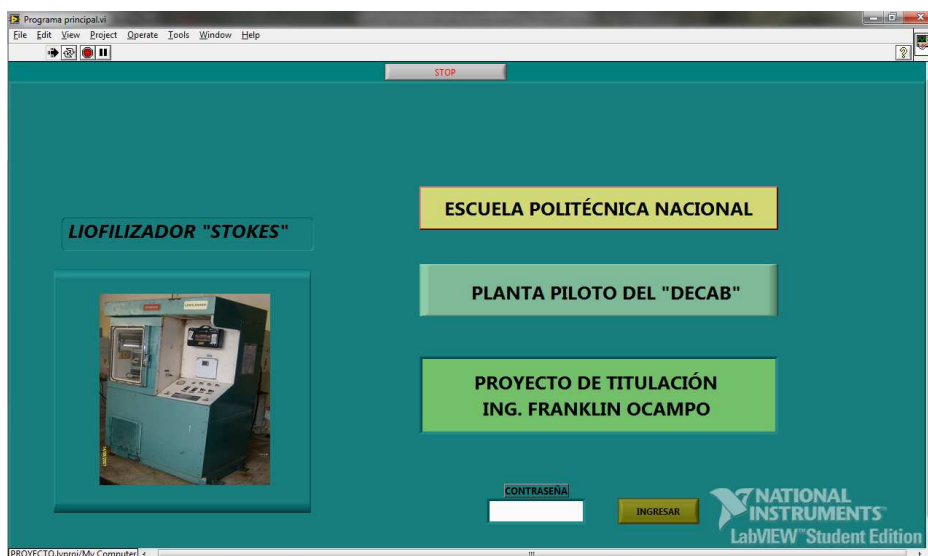 Programa principal.vi
File Edit View Project Operate Tools Window Help
STOP
ESCUELA POLITÉCNICA NACIONAL
LIOFILIZADOR "STOKES"
PLANTA PILOTO DEL "DECAB"
PROYECTO DE TITULACIÓN
ING. FRANKLIN OCAMPO
CONTRASEÑA
INGRESAR
NATIONAL
INSTRUMENTS
LabVIEW™ Student Edition
PROYECTO.lvproj/My Computer